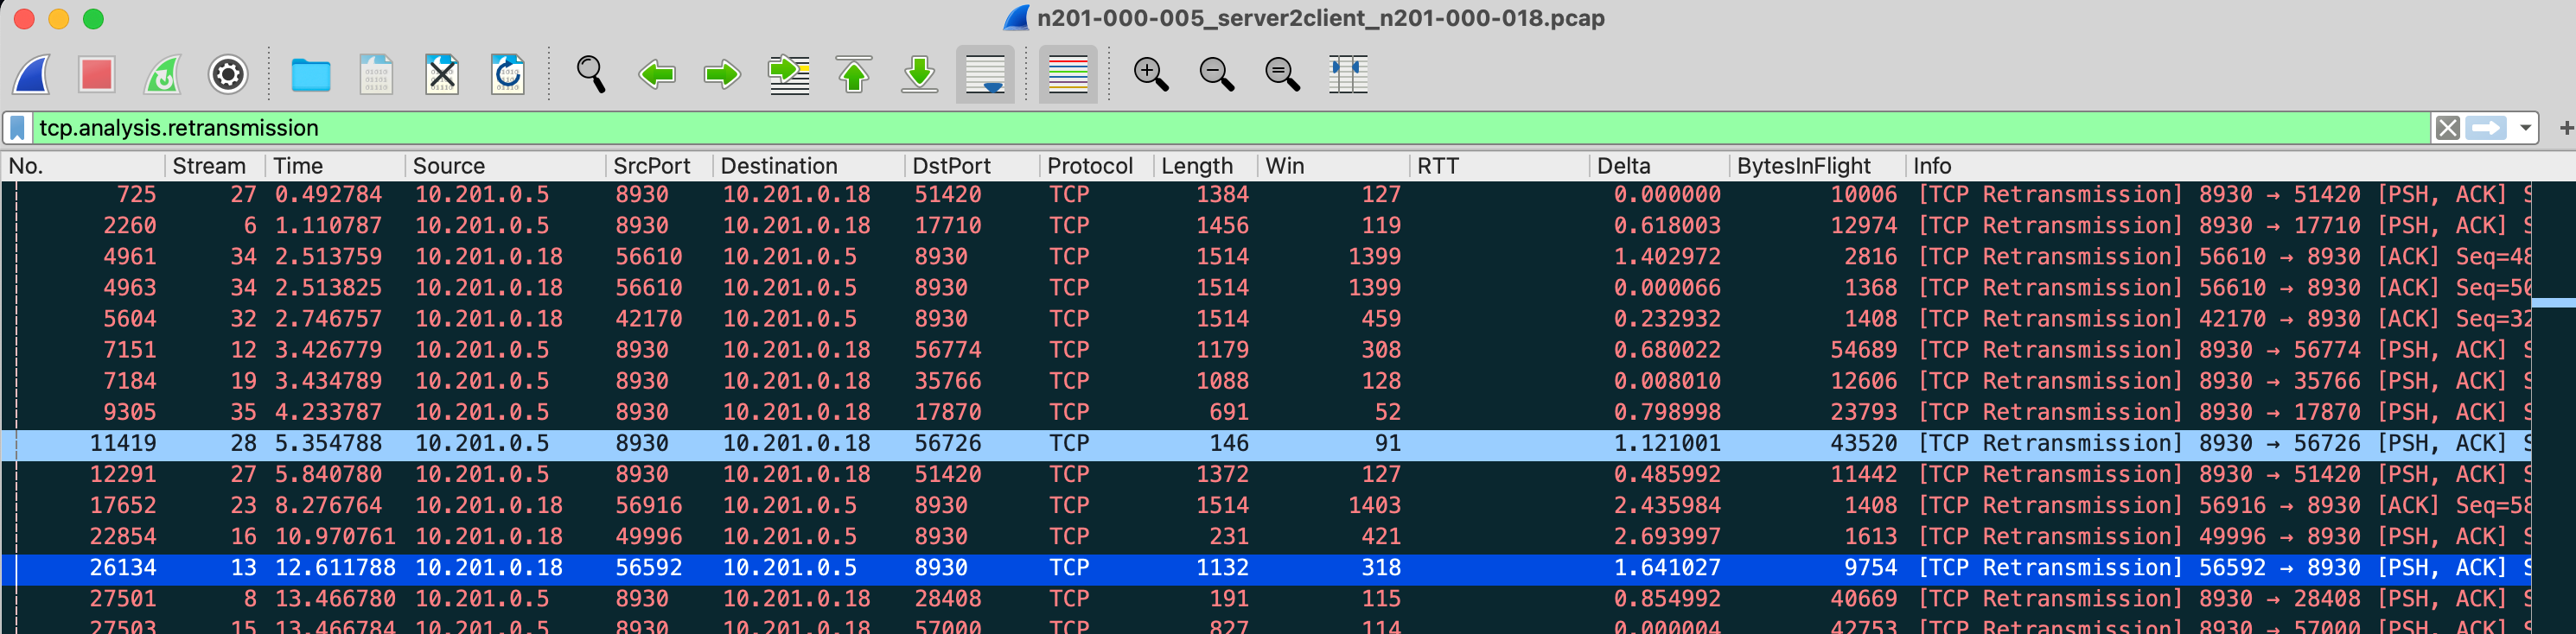 n201-000-005_server2client_n201-000-018.pcap
tcp.analysis.retransmission
No. Stream Time Source SrcPort Destination DstPort Protocol Length Win RTT Delta BytesInFlight Info
725 27 0.492784 10.201.0.5 8930 10.201.0.18 51420 TCP 1384 127 0.000000 10006 [TCP Retransmission] 8930 → 51420 [PSH, ACK] S
2260 6 1.110787 10.201.0.5 8930 10.201.0.18 17710 TCP 1456 119 0.618003 12974 [TCP Retransmission] 8930 → 17710 [PSH, ACK] S
4961 34 2.513759 10.201.0.18 56610 10.201.0.5 8930 TCP 1514 1399 1.402972 2816 [TCP Retransmission] 56610 → 8930 [ACK] Seq=48
4963 34 2.513825 10.201.0.18 56610 10.201.0.5 8930 TCP 1514 1399 0.000066 1368 [TCP Retransmission] 56610 → 8930 [ACK] Seq=50
5604 32 2.746757 10.201.0.18 42170 10.201.0.5 8930 TCP 1514 459 0.232932 1408 [TCP Retransmission] 42170 → 8930 [ACK] Seq=32
7151 12 3.426779 10.201.0.5 8930 10.201.0.18 56774 TCP 1179 308 0.680022 54689 [TCP Retransmission] 8930 → 56774 [PSH, ACK] S
7184 19 3.434789 10.201.0.5 8930 10.201.0.18 35766 TCP 1088 128 0.008010 12606 [TCP Retransmission] 8930 → 35766 [PSH, ACK] S
9305 35 4.233787 10.201.0.5 8930 10.201.0.18 17870 TCP 691 52 0.798998 23793 [TCP Retransmission] 8930 → 17870 [PSH, ACK] S
11419 28 5.354788 10.201.0.5 8930 10.201.0.18 56726 TCP 146 91 1.121001 43520 [TCP Retransmission] 8930 → 56726 [PSH, ACK] S
12291 27 5.840780 10.201.0.5 8930 10.201.0.18 51420 TCP 1372 127 0.485992 11442 [TCP Retransmission] 8930 → 51420 [PSH, ACK] S
17652 23 8.276764 10.201.0.18 56916 10.201.0.5 8930 TCP 1514 1403 2.435984 1408 [TCP Retransmission] 56916 → 8930 [ACK] Seq=58
22854 16 10.970761 10.201.0.18 49996 10.201.0.5 8930 TCP 231 421 2.693997 1613 [TCP Retransmission] 49996 → 8930 [PSH, ACK] S
26134 13 12.611788 10.201.0.18 56592 10.201.0.5 8930 TCP 1132 318 1.641027 9754 [TCP Retransmission] 56592 → 8930 [PSH, ACK] S
27501 8 13.466780 10.201.0.5 8930 10.201.0.18 28408 TCP 191 115 0.854992 40669 [TCP Retransmission] 8930 → 28408 [PSH, ACK] S
27503 15 13.466784 10.201.0.5 8930 10.201.0.18 57000 TCP 827 114 0.000004 42753 [TCP Retransmission] 8930 → 57000 [PSH, ACK] S